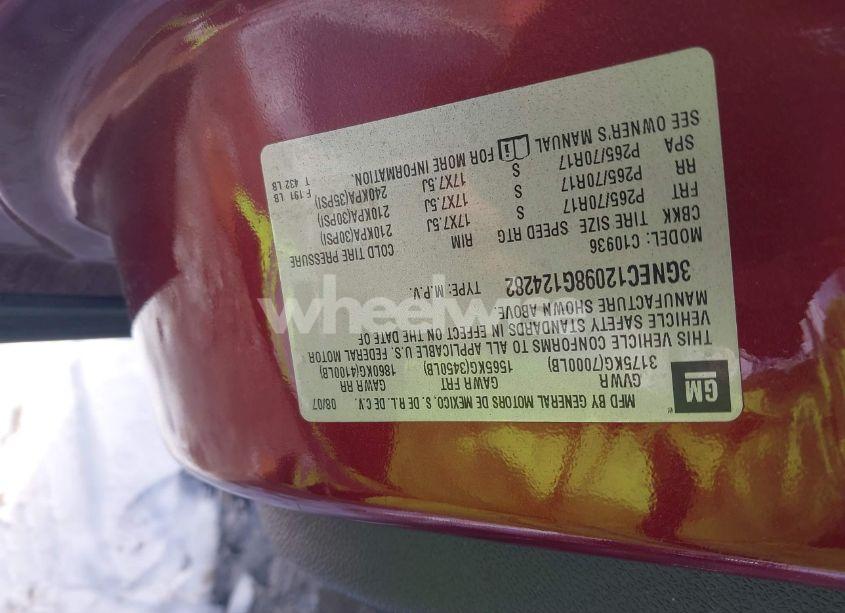 MFD BY GENERAL MOTORS DE MEXICO, S. DE R.L. DE C.V. 08/07
GM
GVWR GAWR FRT GAWR RR
3175KG(7000LB) 1565KG(3450LB) 1860KG(4100LB)
THIS VEHICLE CONFORMS TO ALL APPLICABLE U.S. FEDERAL MOTOR
VEHICLE SAFETY STANDARDS IN EFFECT ON THE DATE OF
MANUFACTURE SHOWN ABOVE.
3GNEC12098G124282 TYPE: M.P.V.
MODEL: C10936
CBKK TIRE SIZE SPEED RTG RIM COLD TIRE PRESSURE
FRT P265/70R17 S 17X7.5J 210KPA(30PSI)
RR P265/70R17 S 17X7.5J 210KPA(30PSI)
SPA P265/70R17 S 17X7.5J 240KPA(35PSI)
SEE OWNER'S MANUAL FOR MORE INFORMATION.
F 191 LB
T 432 LB